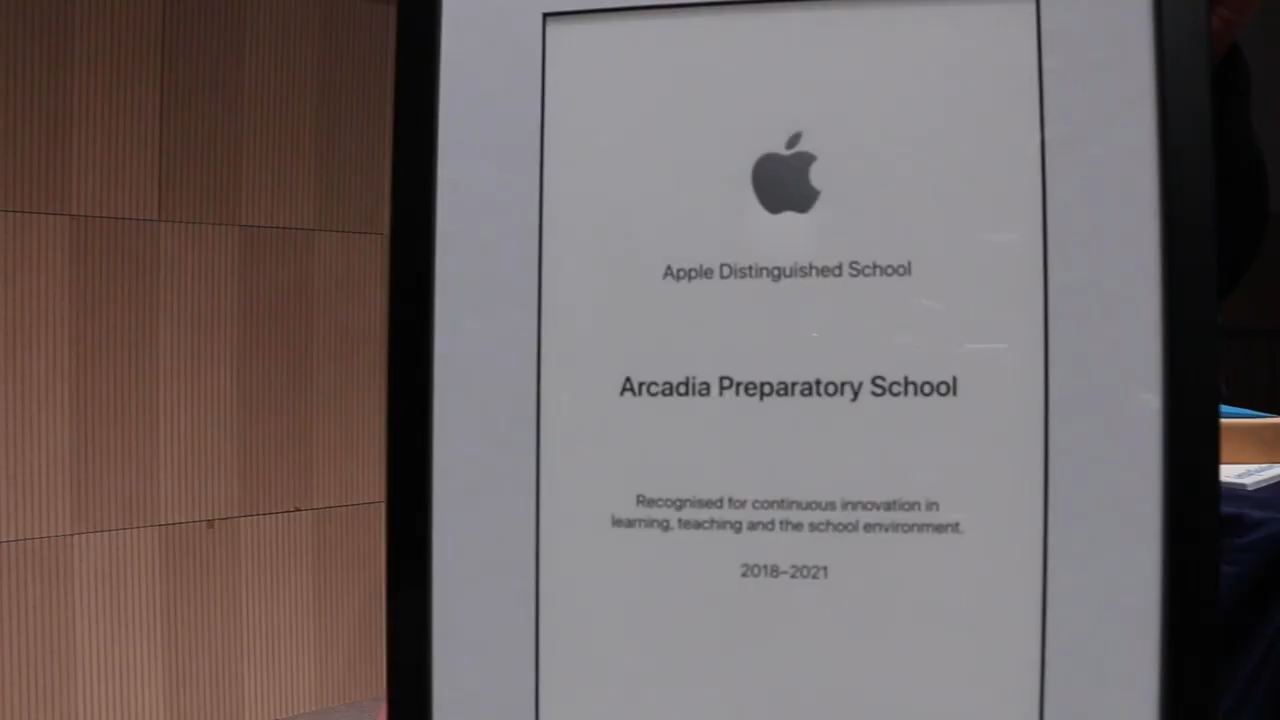 Apple Distinguished School
Arcadia Preparatory School
Recognised for continuous innovation in
learning, teaching and the school environment.
2018–2021